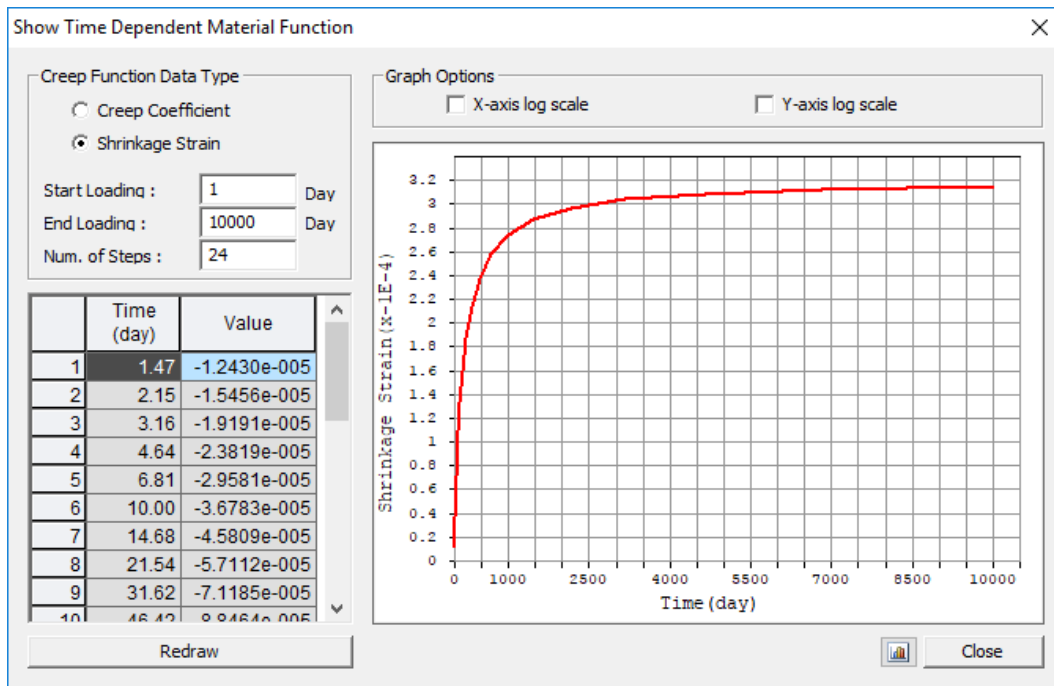 Show Time Dependent Material Function
Creep Function Data Type
Creep Coefficient
Shrinkage Strain
Start Loading : 1 Day
End Loading : 10000 Day
Num. of Steps : 24
Time (day) Value
1 1.47 -1.2430e-005
2 2.15 -1.5456e-005
3 3.16 -1.9191e-005
4 4.64 -2.3819e-005
5 6.81 -2.9581e-005
6 10.00 -3.6783e-005
7 14.68 -4.5809e-005
8 21.54 -5.7112e-005
9 31.62 -7.1185e-005
10 46.42 -8.8464e-005
Redraw
Graph Options
X-axis log scale Y-axis log scale
Shrinkage Strain(x-1E-4)
3.2
3
2.8
2.6
2.4
2.2
2
1.8
1.6
1.4
1.2
1
0.8
0.6
0.4
0.2
0
0 1000 2500 4000 5500 7000 8500 10000
Time(day)
Close